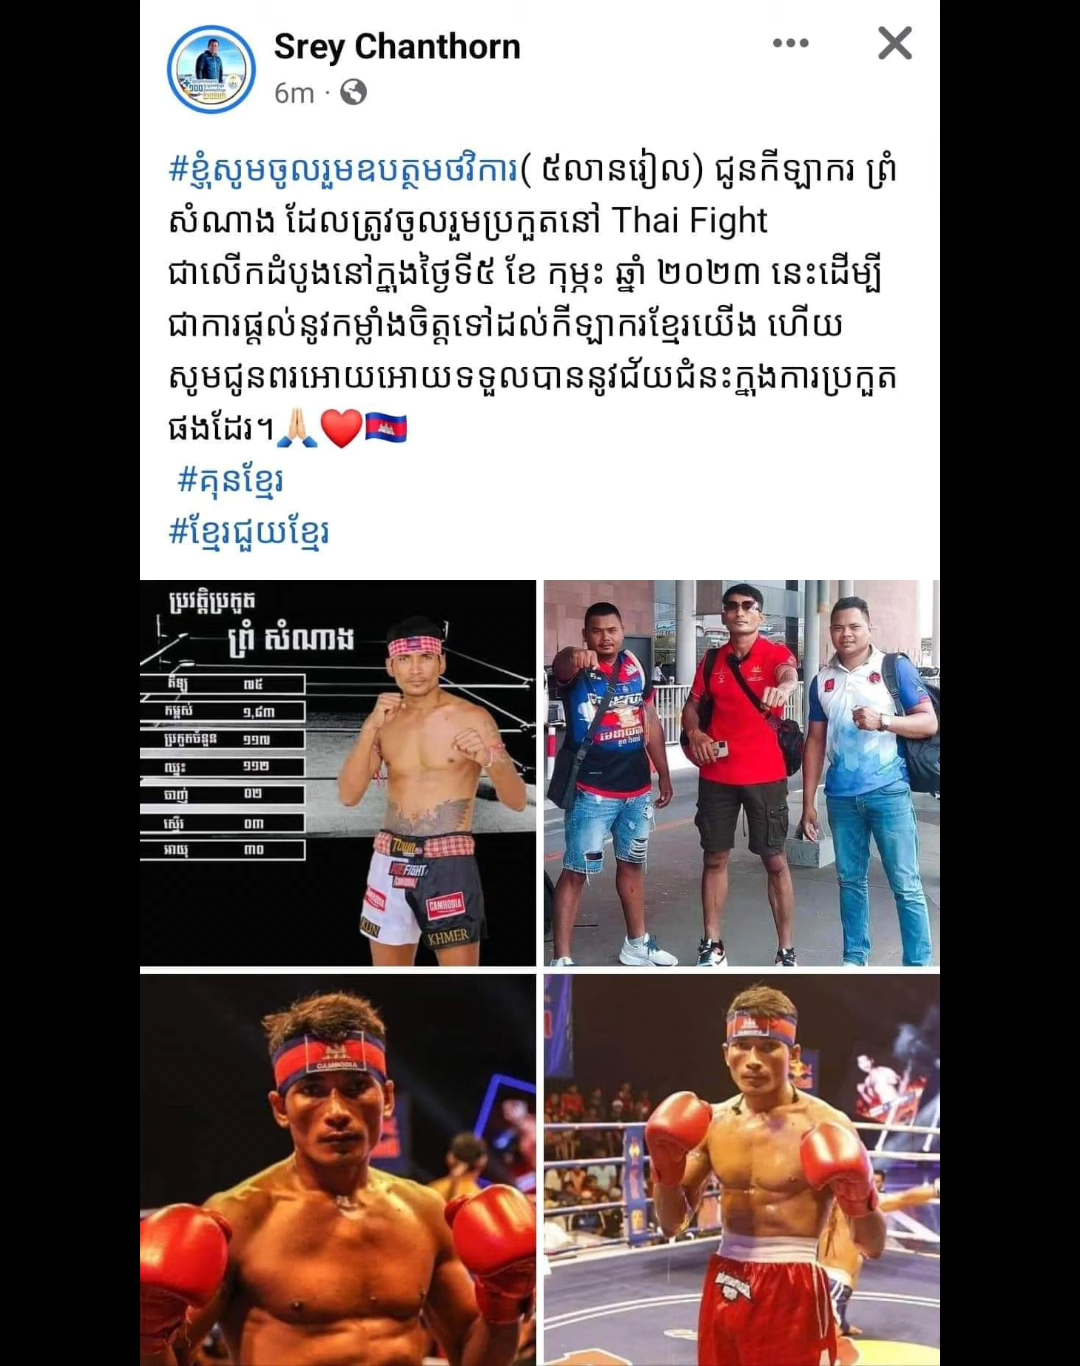 Srey Chanthorn
6m
#ខ្ញុំសូមចូលរួមឧបត្ថមថវិការ( ៥លានរៀល) ជូនកីឡាករ ព្រំ
សំណាង ដែលត្រូវចូលរួមប្រកួតនៅ Thai Fight
ជាលើកដំបូងនៅក្នុងថ្ងៃទី៥ ខែ កុម្ភះ ឆ្នាំ ២០២៣ នេះដើម្បី
ជាការផ្តល់នូវកម្លាំងចិត្តទៅដល់កីឡាករខ្មែរយើង ហើយ
សូមជូនពរអោយអោយទទួលបាននូវជ័យជំនះក្នុងការប្រកួត
ផងដែរ។🙏🏻❤️🇰🇭
#គុនខ្មែរ
#ខ្មែរជួយខ្មែរ
ប្រវត្តិប្រកួត
ព្រំ សំណាង
គីឡូ ៧៥
កម្ពស់ ១,៨៣
ប្រកួតចំនួន ១១៧
ឈ្នះ ១១២
ចាញ់ ០២
ស្មើរ ០៣
អាយុ ៣០
CAMBODIA
KHMER
CAMBODIA